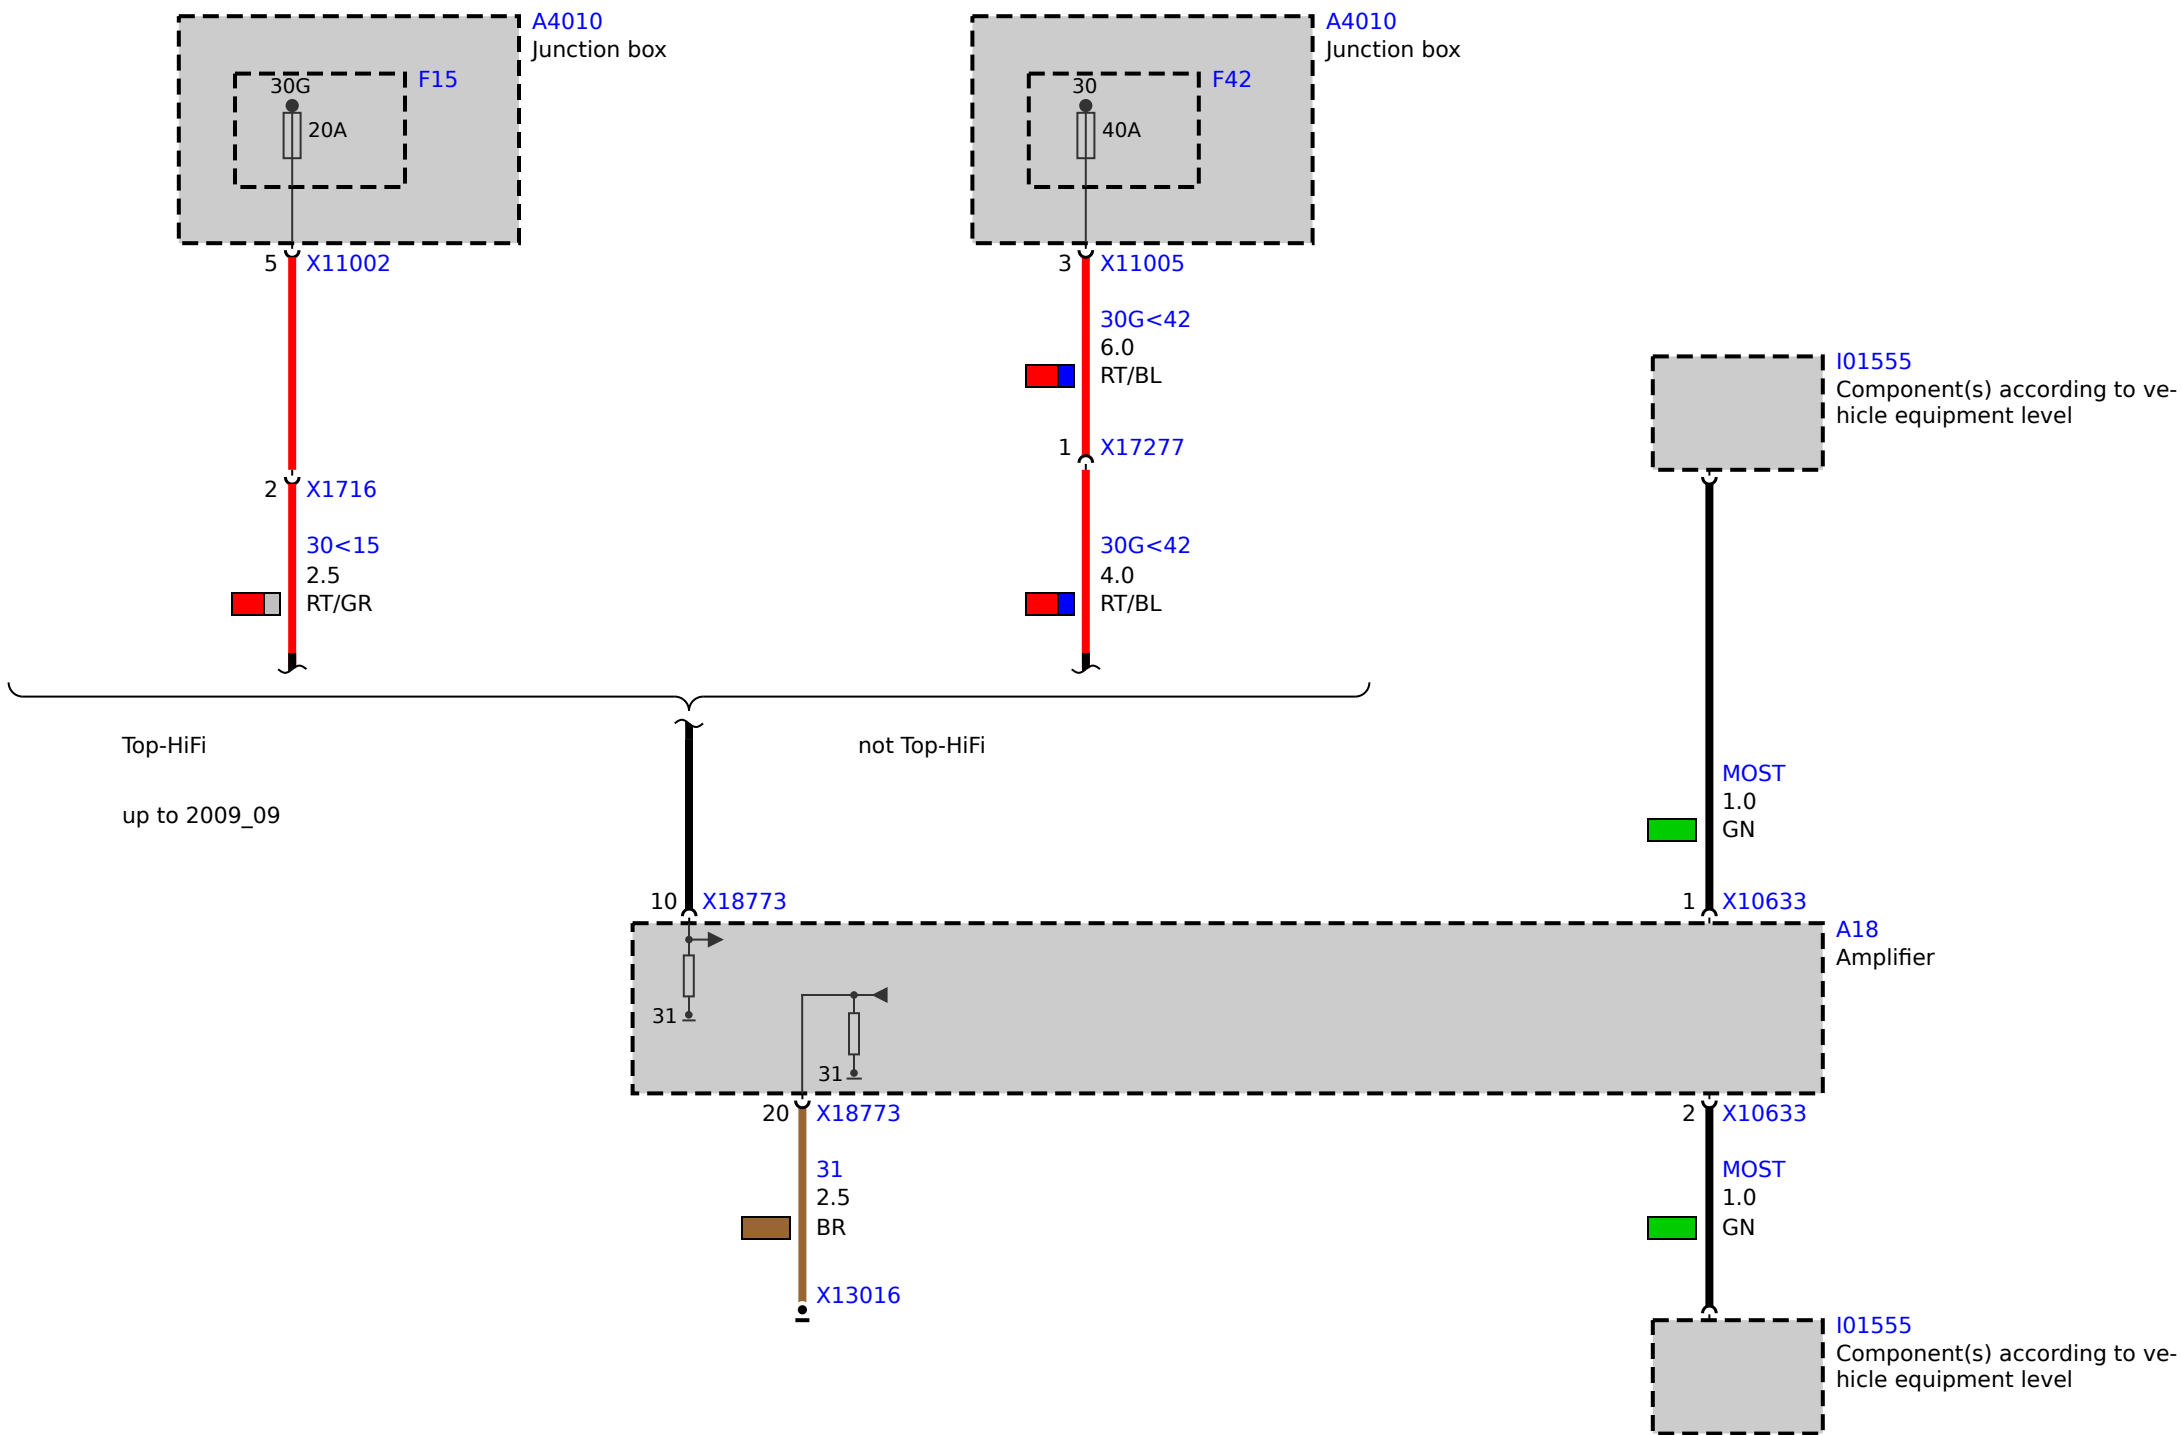 A4010
Junction box
F15
30G
20A
5 X11002
2 X1716
30<15
2.5
RT/GR
A4010
Junction box
F42
30
40A
3 X11005
30G<42
6.0
RT/BL
1 X17277
30G<42
4.0
RT/BL
I01555
Component(s) according to ve-
hicle equipment level
Top-HiFi
up to 2009_09
not Top-HiFi
MOST
1.0
GN
10 X18773
1 X10633
A18
Amplifier
31
31
20 X18773
31
2.5
BR
X13016
2 X10633
MOST
1.0
GN
I01555
Component(s) according to ve-
hicle equipment level